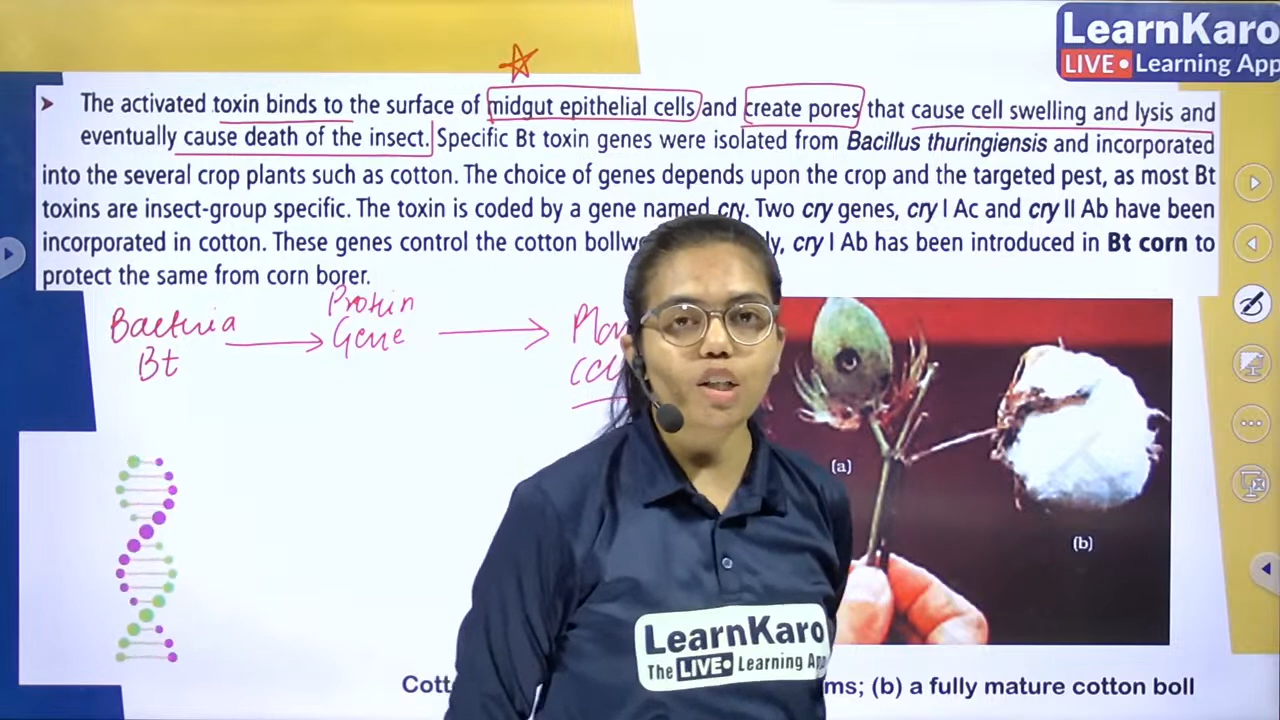 LearnKaro
LIVE • Learning App
➤ The activated toxin binds to the surface of midgut epithelial cells and create pores that cause cell swelling and lysis and
eventually cause death of the insect. Specific Bt toxin genes were isolated from Bacillus thuringiensis and incorporated
into the several crop plants such as cotton. The choice of genes depends upon the crop and the targeted pest, as most Bt
toxins are insect-group specific. The toxin is coded by a gene named cry. Two cry genes, cry I Ac and cry II Ab have been
incorporated in cotton. These genes control the cotton bollw ly, cry I Ab has been introduced in Bt corn to
protect the same from corn borer.
Protin
Bacteria Gene
Bt
(a)
(b)
LearnKaro
The LIVE • Learning App
Cott ms; (b) a fully mature cotton boll